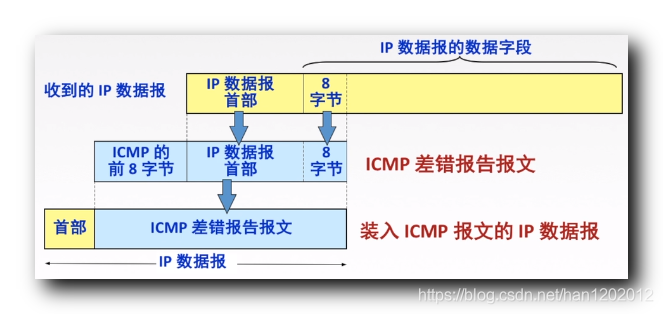 IP 数据报的数据字段
收到的 IP 数据报
IP 数据报
首部
8
字节
ICMP 的
前 8 字节
IP 数据报
首部
8
字节
ICMP 差错报告报文
首部
ICMP 差错报告报文
装入 ICMP 报文的 IP 数据报
IP 数据报
https://blog.csdn.net/han1202012